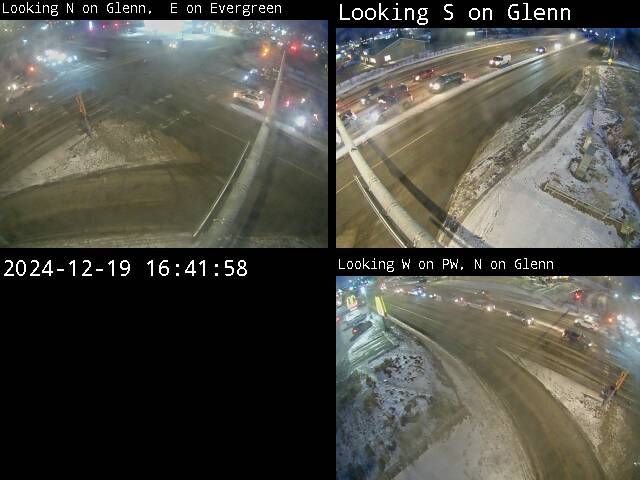 Looking N on Glenn, E on Evergreen
Looking S on Glenn
2024-12-19 16:41:58
Looking W on PW, N on Glenn